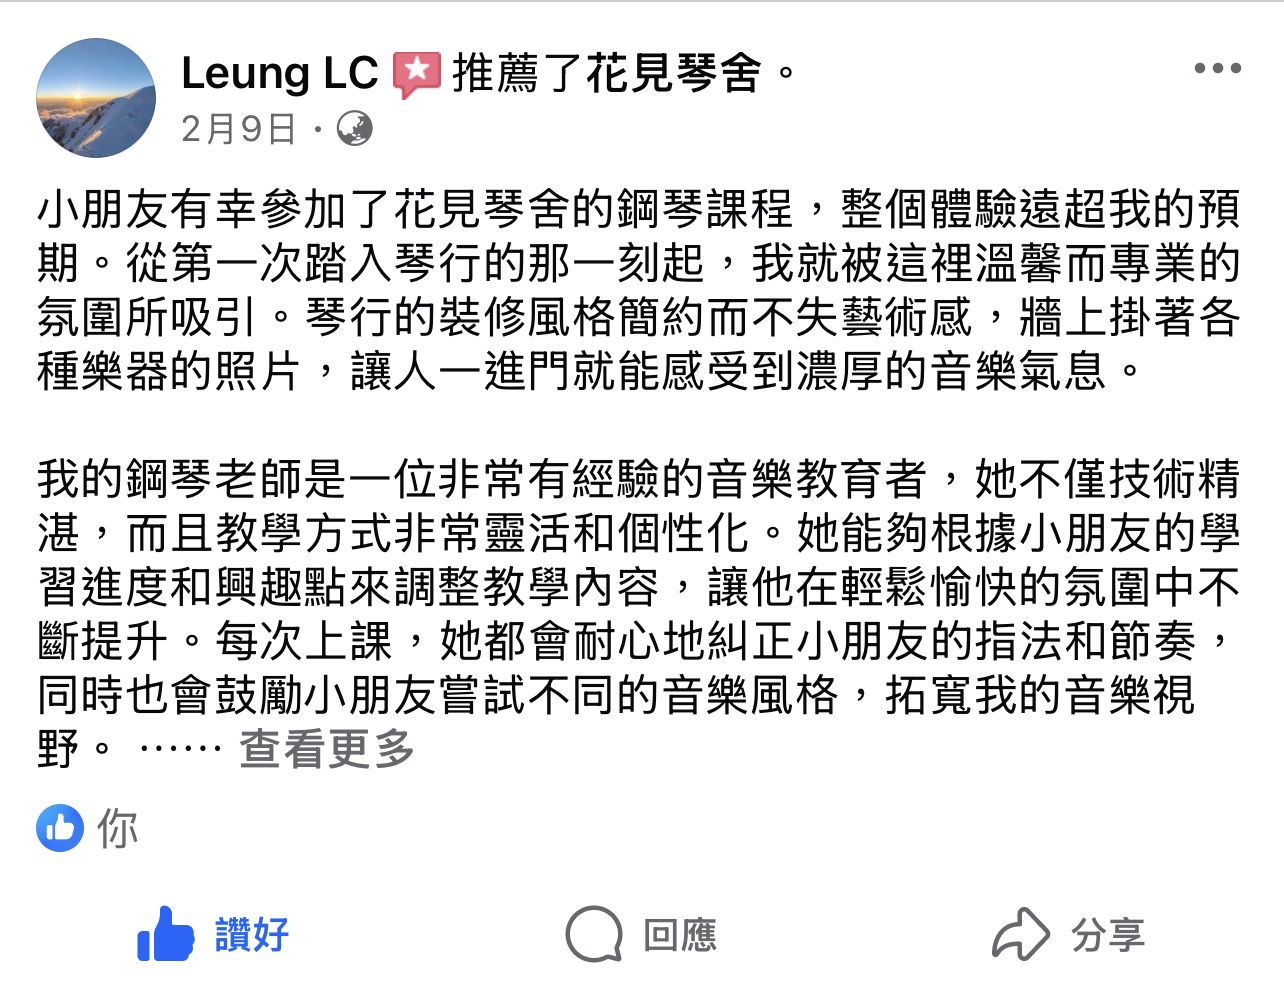 Leung LC 推薦了花見琴舍。
2月9日 ·
小朋友有幸參加了花見琴舍的鋼琴課程，整個體驗遠超我的預
期。從第一次踏入琴行的那一刻起，我就被這裡溫馨而專業的
氛圍所吸引。琴行的裝修風格簡約而不失藝術感，牆上掛著各
種樂器的照片，讓人一進門就能感受到濃厚的音樂氣息。
我的鋼琴老師是一位非常有經驗的音樂教育者，她不僅技術精
湛，而且教學方式非常靈活和個性化。她能夠根據小朋友的學
習進度和興趣點來調整教學內容，讓他在輕鬆愉快的氛圍中不
斷提升。每次上課，她都會耐心地糾正小朋友的指法和節奏，
同時也會鼓勵小朋友嘗試不同的音樂風格，拓寬我的音樂視
野。 …… 查看更多
你
讚好 回應 分享